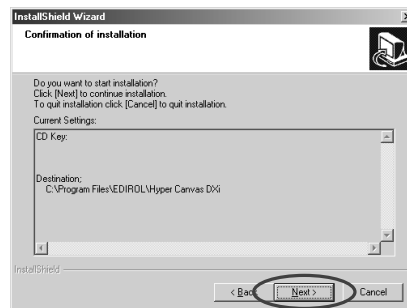 InstallShield Wizard
Confirmation of installation
Do you want to start installation?
Click [Next] to continue installation.
To quit installation click [Cancel] to quit installation.
Current Settings:
CD Key:
Destination;
C:\Program Files\EDIROL\Hyper Canvas DXi
InstallShield
< Back Next > Cancel